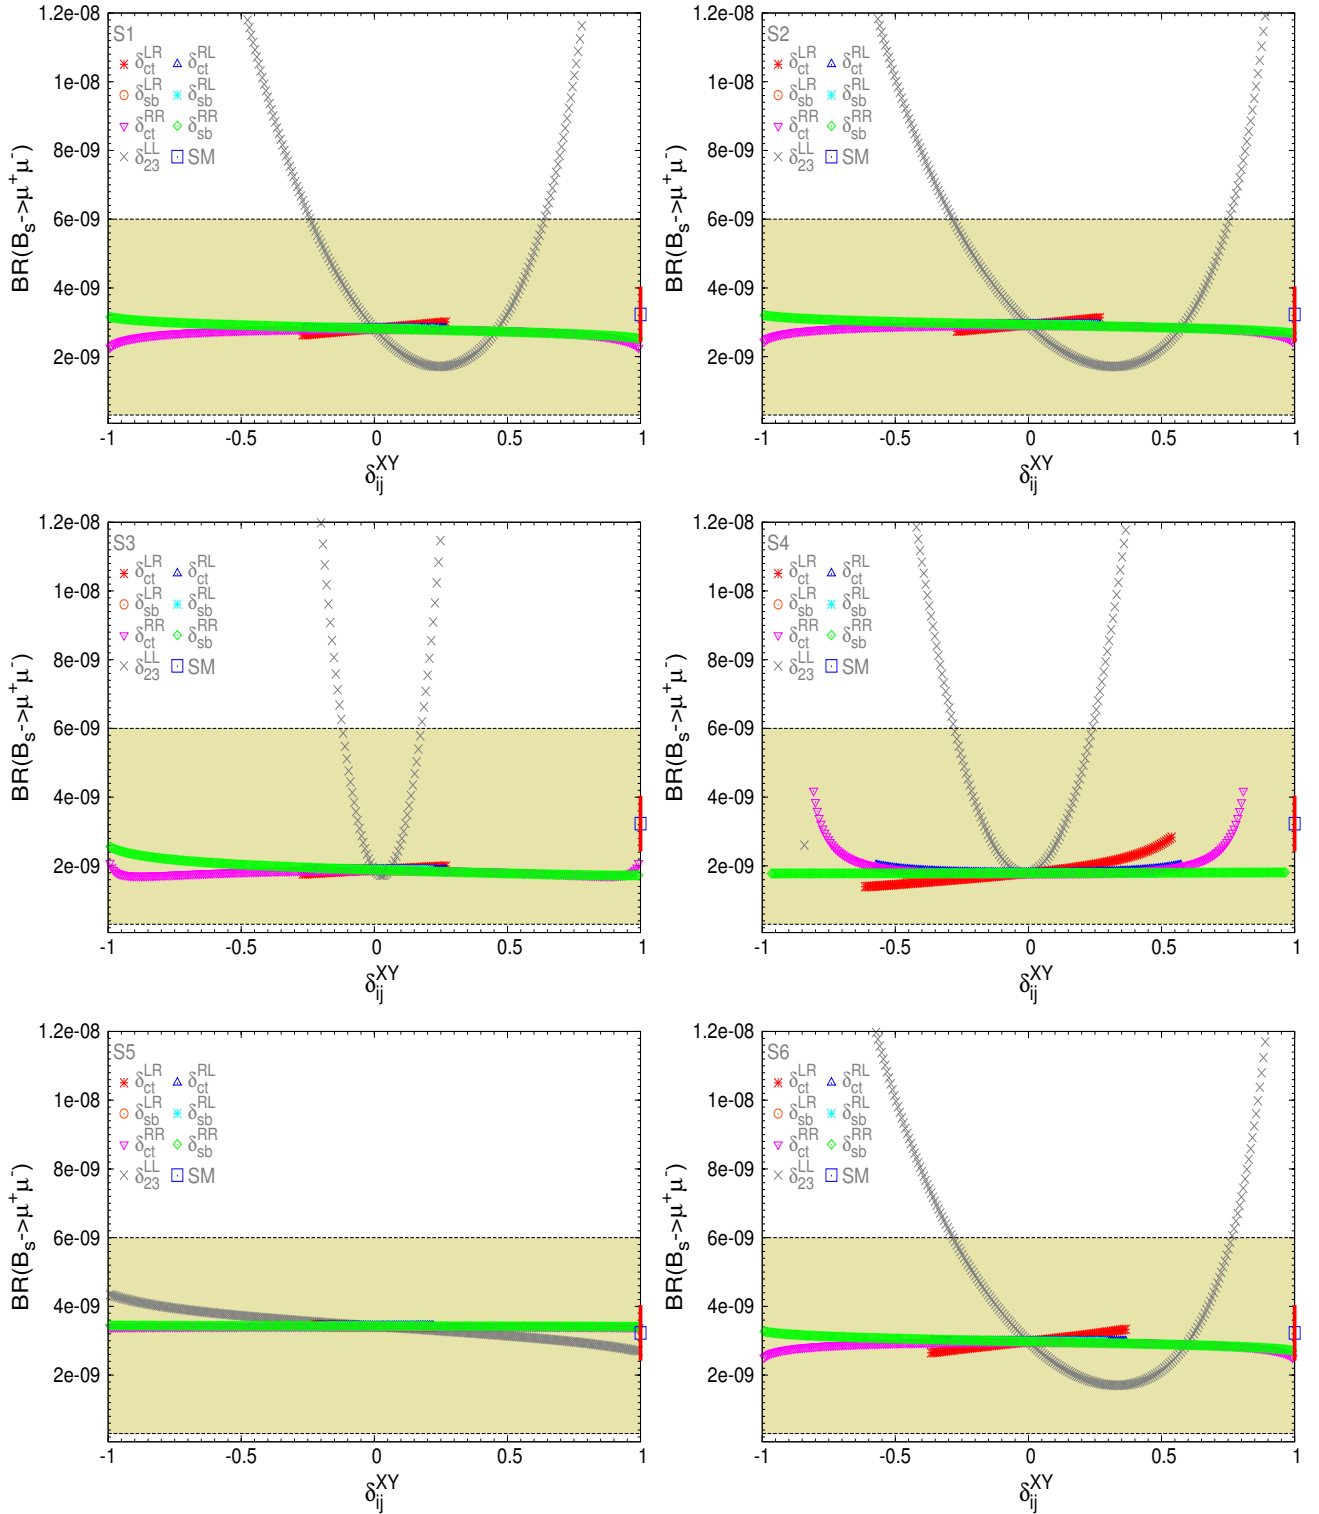 S1
δ_ct^LR δ_ct^RL
δ_sb^LR δ_sb^RL
δ_ct^RR δ_sb^RR
δ_23^LL SM
1.2e-08
1e-08
8e-09
6e-09
4e-09
2e-09
BR(B_s->μ^+μ^-)
-1 -0.5 0 0.5 1
δ_ij^XY
S2
δ_ct^LR δ_ct^RL
δ_sb^LR δ_sb^RL
δ_ct^RR δ_sb^RR
δ_23^LL SM
1.2e-08
1e-08
8e-09
6e-09
4e-09
2e-09
BR(B_s->μ^+μ^-)
-1 -0.5 0 0.5 1
δ_ij^XY
S3
δ_ct^LR δ_ct^RL
δ_sb^LR δ_sb^RL
δ_ct^RR δ_sb^RR
δ_23^LL SM
1.2e-08
1e-08
8e-09
6e-09
4e-09
2e-09
BR(B_s->μ^+μ^-)
-1 -0.5 0 0.5 1
δ_ij^XY
S4
δ_ct^LR δ_ct^RL
δ_sb^LR δ_sb^RL
δ_ct^RR δ_sb^RR
δ_23^LL SM
1.2e-08
1e-08
8e-09
6e-09
4e-09
2e-09
BR(B_s->μ^+μ^-)
-1 -0.5 0 0.5 1
δ_ij^XY
S5
δ_ct^LR δ_ct^RL
δ_sb^LR δ_sb^RL
δ_ct^RR δ_sb^RR
δ_23^LL SM
1.2e-08
1e-08
8e-09
6e-09
4e-09
2e-09
BR(B_s->μ^+μ^-)
-1 -0.5 0 0.5 1
δ_ij^XY
S6
δ_ct^LR δ_ct^RL
δ_sb^LR δ_sb^RL
δ_ct^RR δ_sb^RR
δ_23^LL SM
1.2e-08
1e-08
8e-09
6e-09
4e-09
2e-09
BR(B_s->μ^+μ^-)
-1 -0.5 0 0.5 1
δ_ij^XY